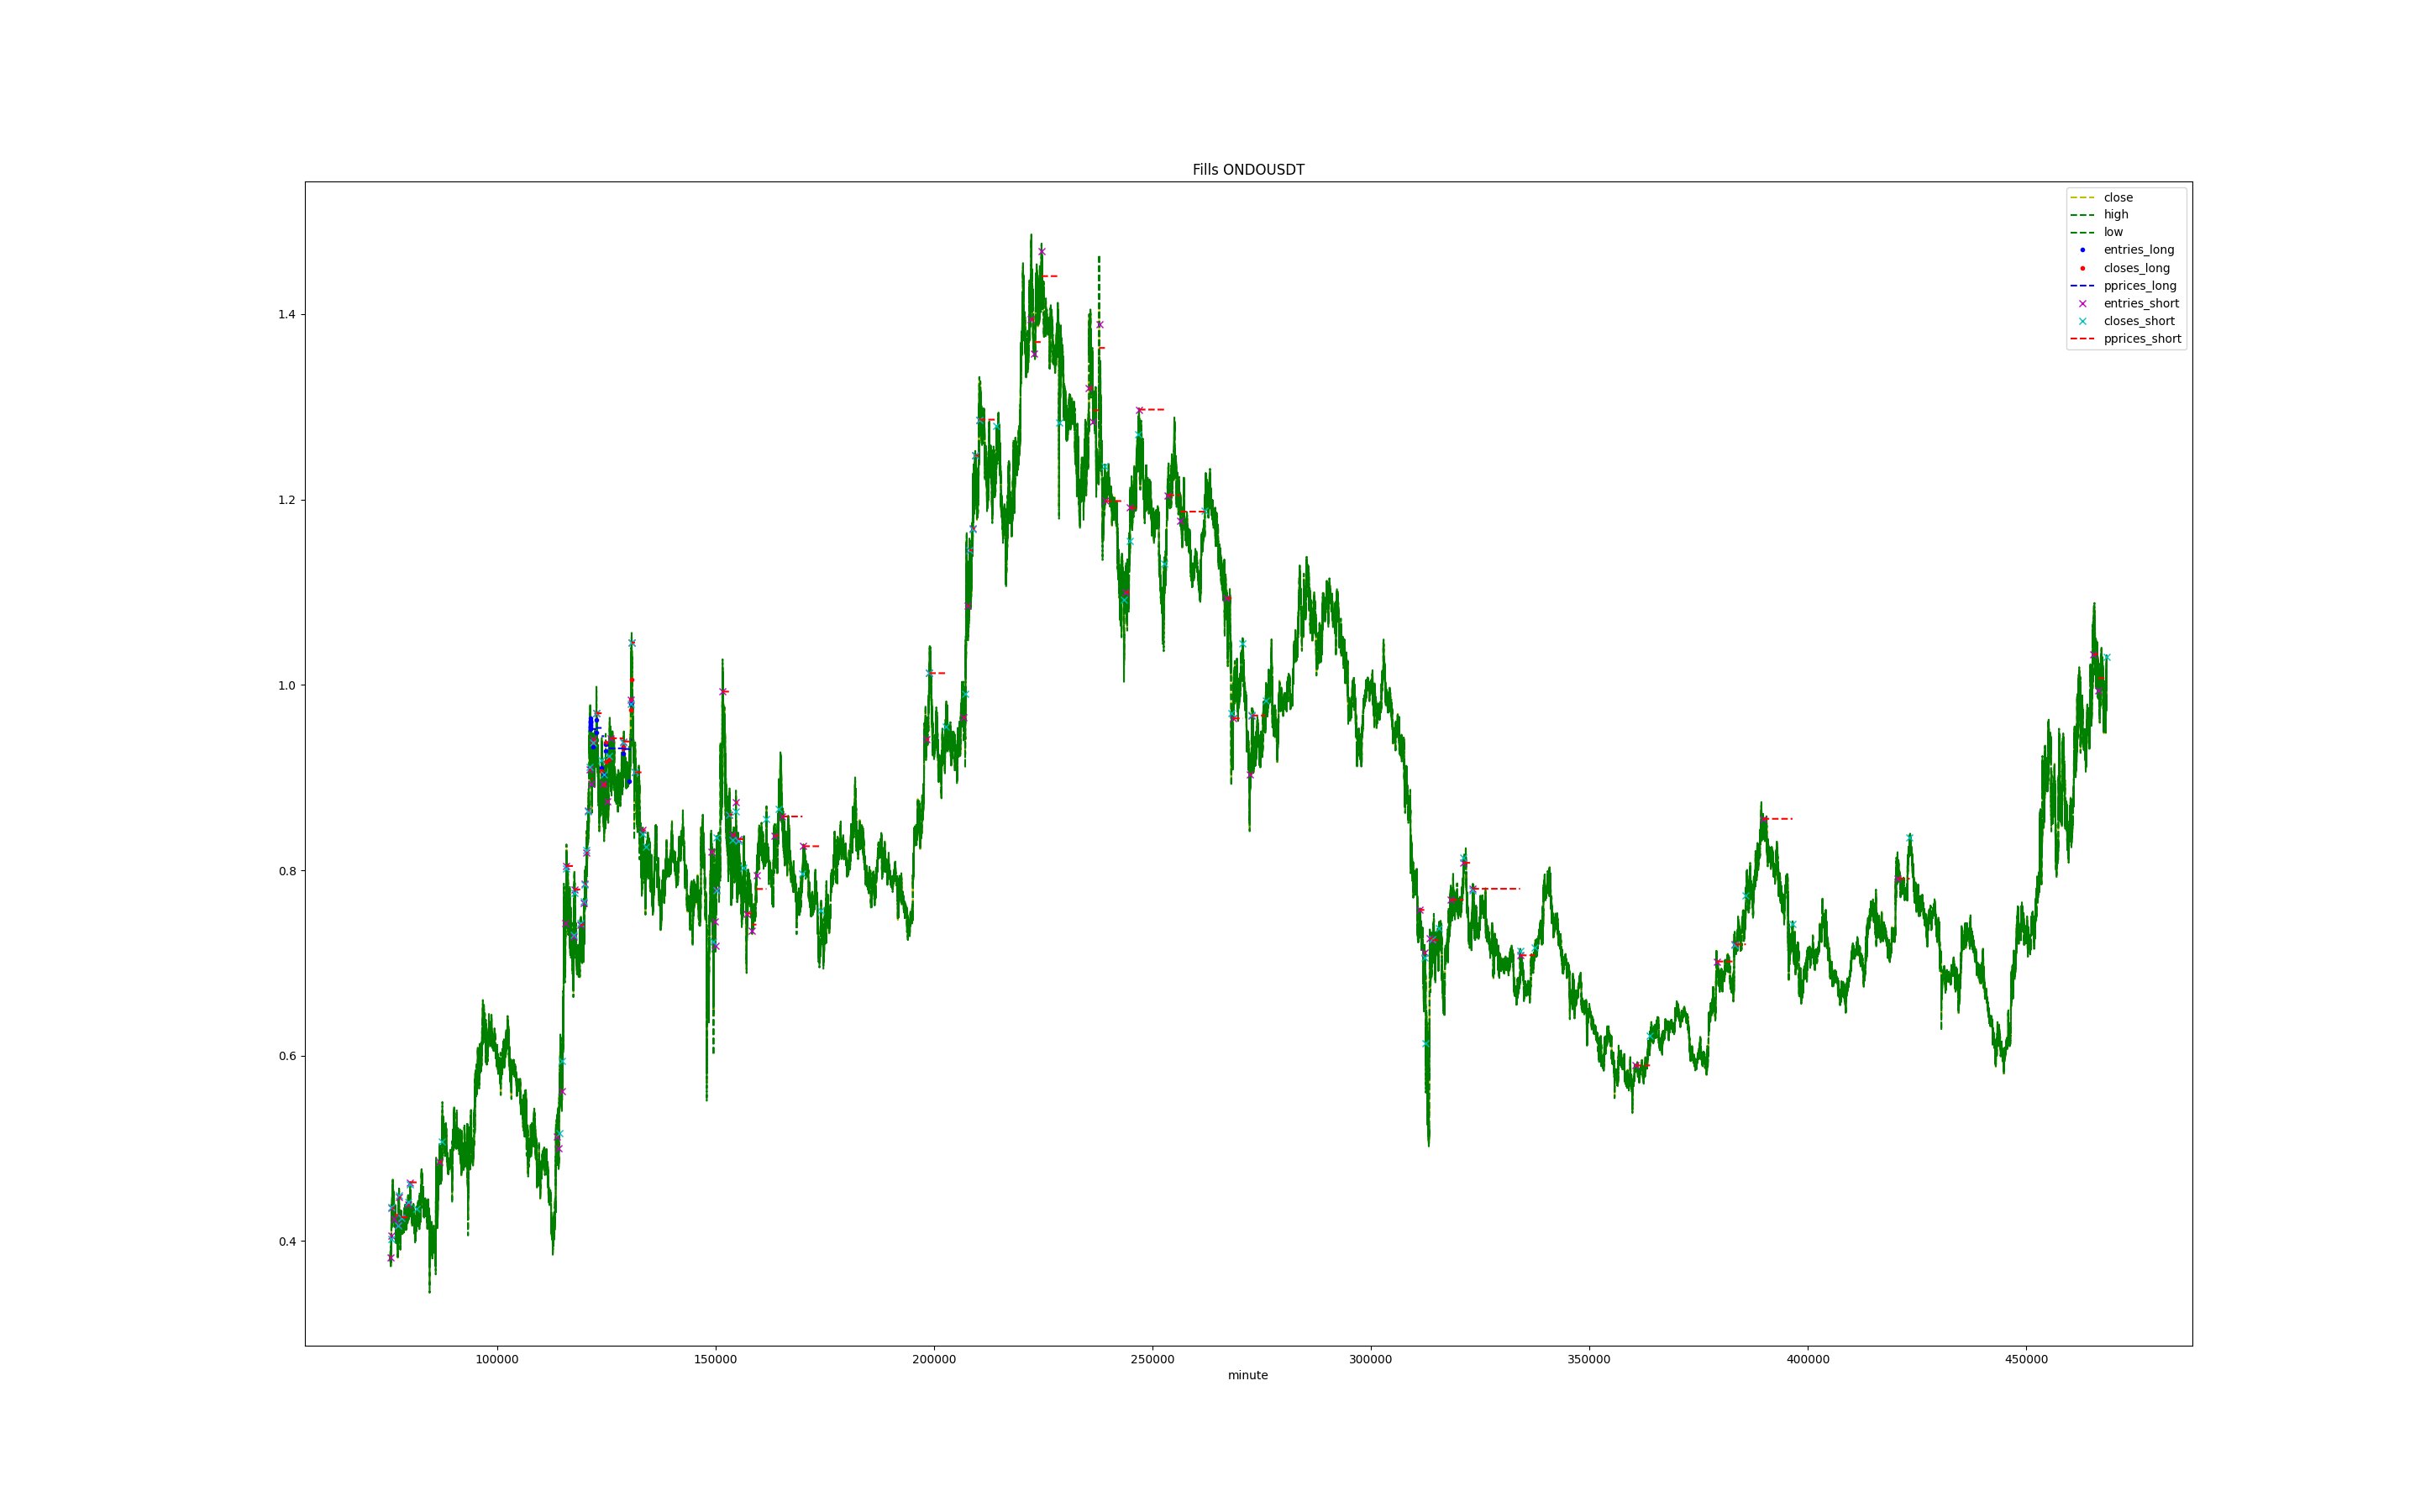 Fills ONDOUSDT
close
high
low
entries_long
closes_long
pprices_long
entries_short
closes_short
pprices_short
1.4
1.2
1.0
0.8
0.6
0.4
100000 150000 200000 250000 300000 350000 400000 450000
minute